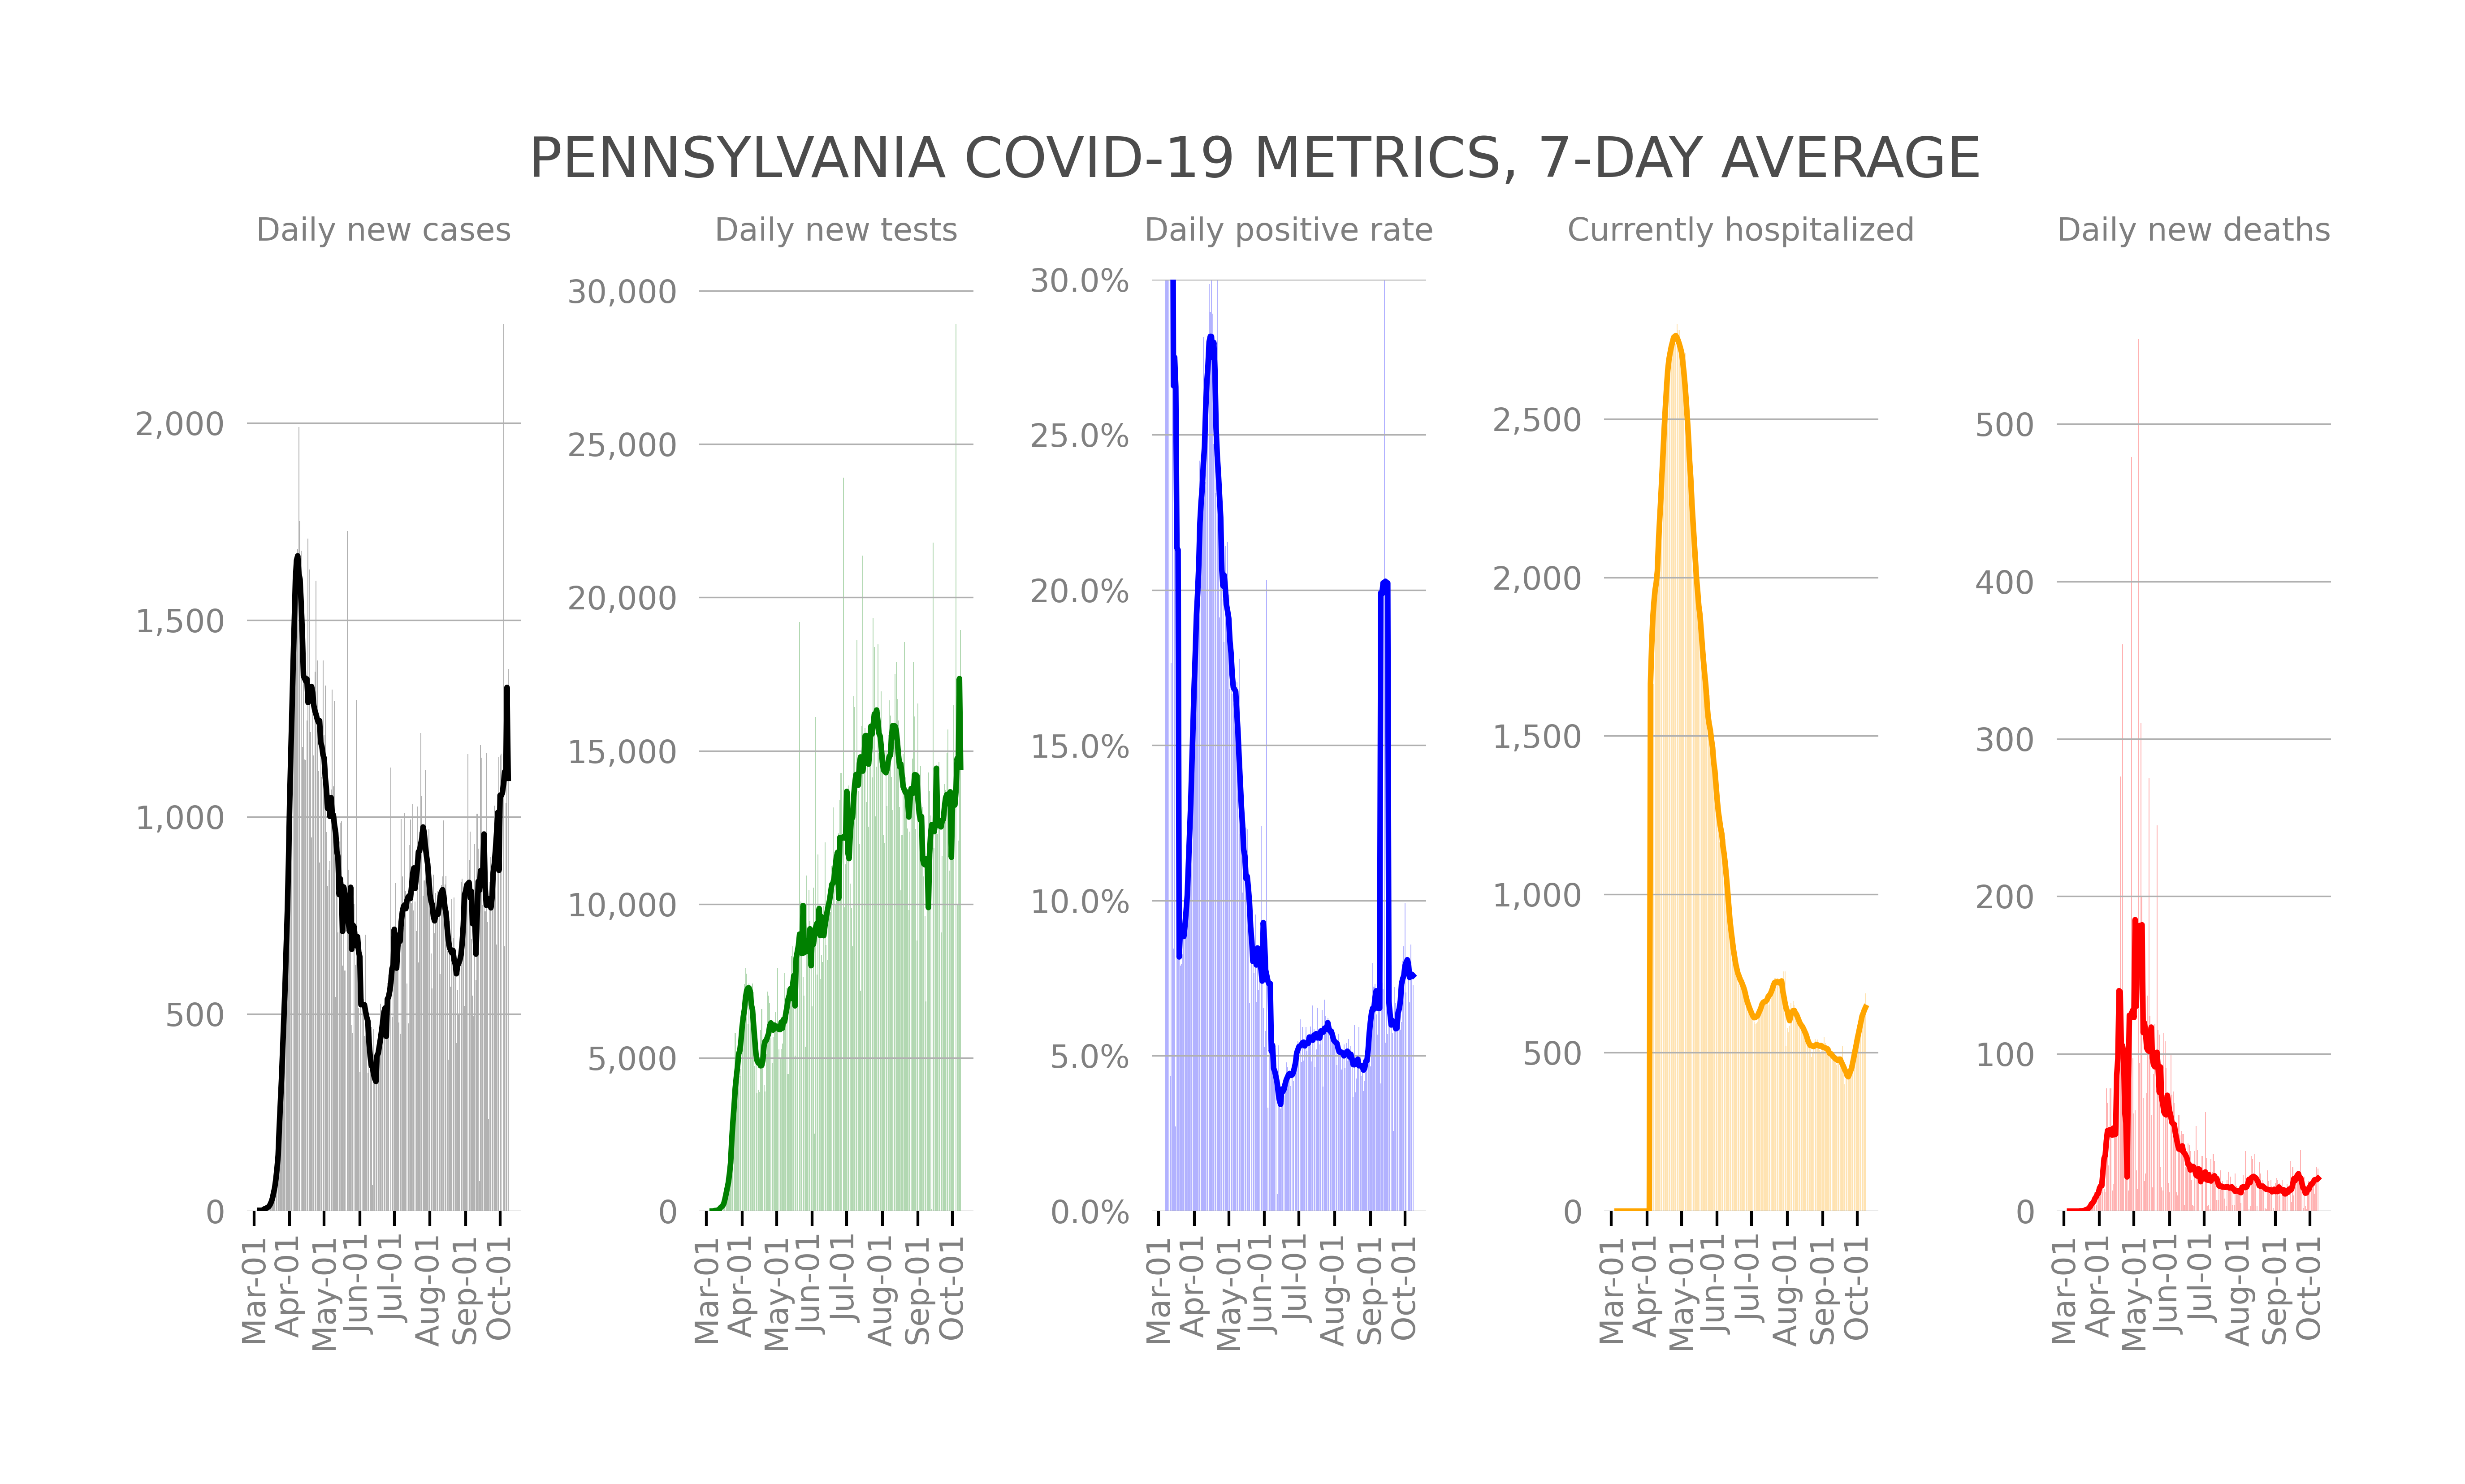 PENNSYLVANIA COVID-19 METRICS, 7-DAY AVERAGE
Daily new cases
2,000
1,500
1,000
500
0
Mar-01
Apr-01
May-01
Jun-01
Jul-01
Aug-01
Sep-01
Oct-01
Daily new tests
30,000
25,000
20,000
15,000
10,000
5,000
0
Mar-01
Apr-01
May-01
Jun-01
Jul-01
Aug-01
Sep-01
Oct-01
Daily positive rate
30.0%
25.0%
20.0%
15.0%
10.0%
5.0%
0.0%
Mar-01
Apr-01
May-01
Jun-01
Jul-01
Aug-01
Sep-01
Oct-01
Currently hospitalized
2,500
2,000
1,500
1,000
500
0
Mar-01
Apr-01
May-01
Jun-01
Jul-01
Aug-01
Sep-01
Oct-01
Daily new deaths
500
400
300
200
100
0
Mar-01
Apr-01
May-01
Jun-01
Jul-01
Aug-01
Sep-01
Oct-01